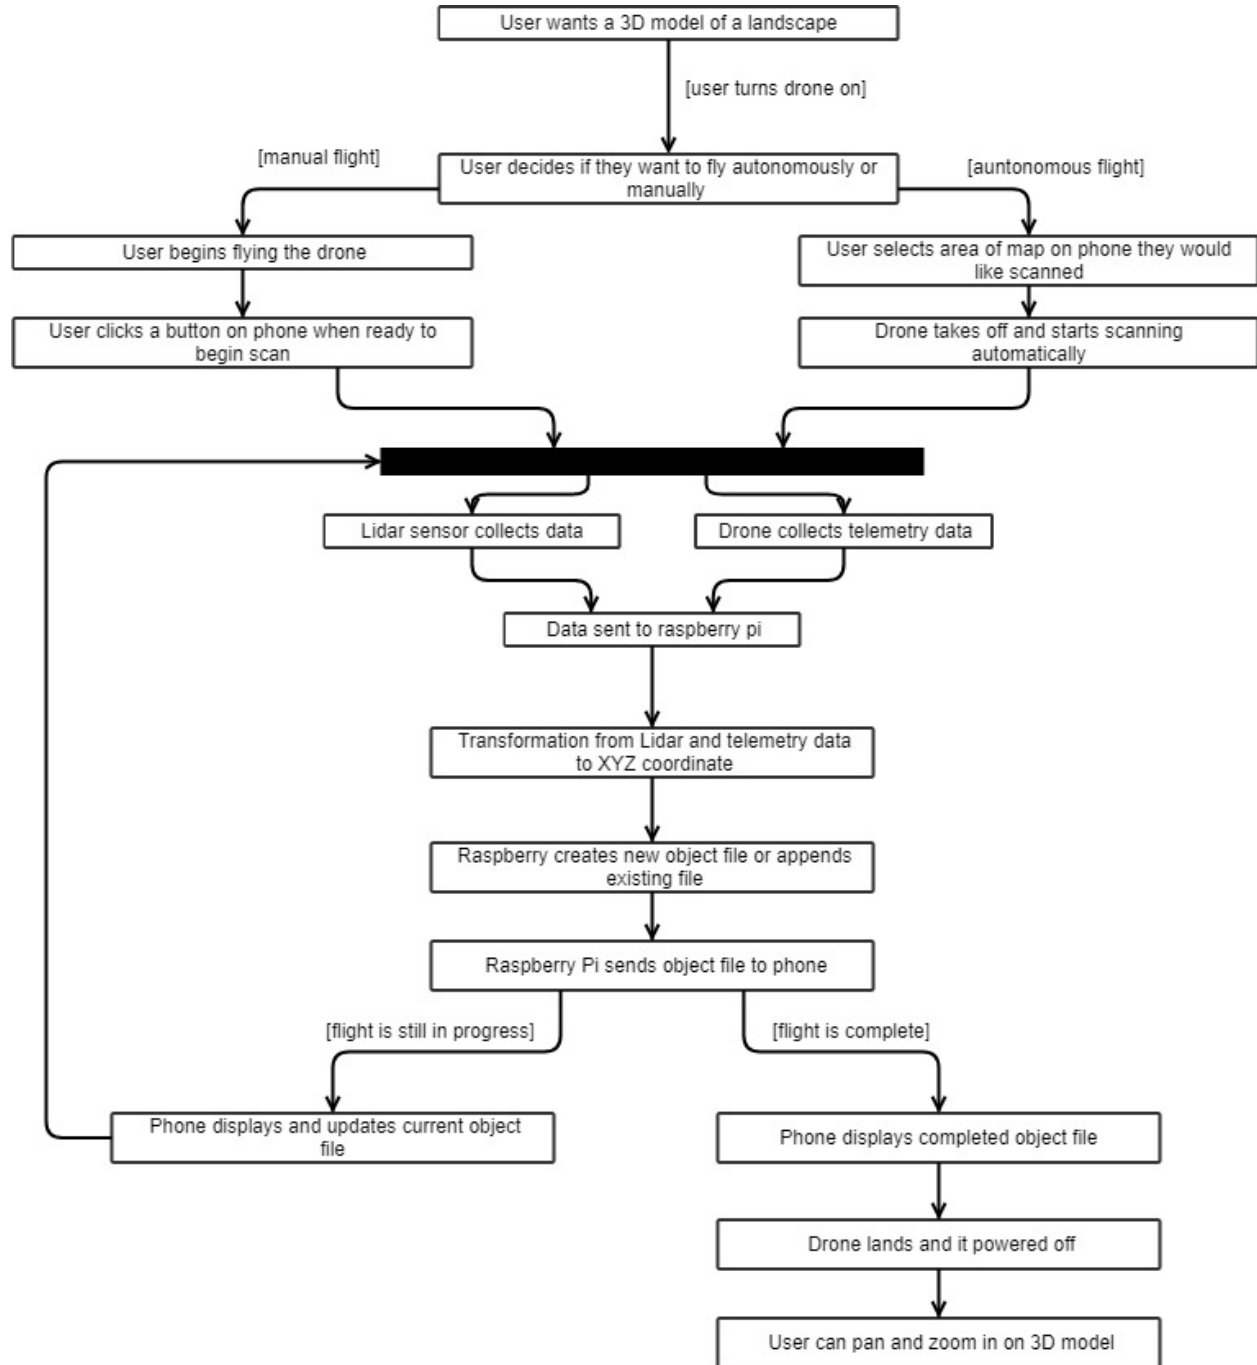 User wants a 3D model of a landscape
[user turns drone on]
[manual flight]
User decides if they want to fly autonomously or
manually
[auntonomous flight]
User begins flying the drone
User selects area of map on phone they would
like scanned
User clicks a button on phone when ready to
begin scan
Drone takes off and starts scanning
automatically
Lidar sensor collects data
Drone collects telemetry data
Data sent to raspberry pi
Transformation from Lidar and telemetry data
to XYZ coordinate
Raspberry creates new object file or appends
existing file
Raspberry Pi sends object file to phone
[flight is still in progress]
[flight is complete]
Phone displays and updates current object
file
Phone displays completed object file
Drone lands and it powered off
User can pan and zoom in on 3D model